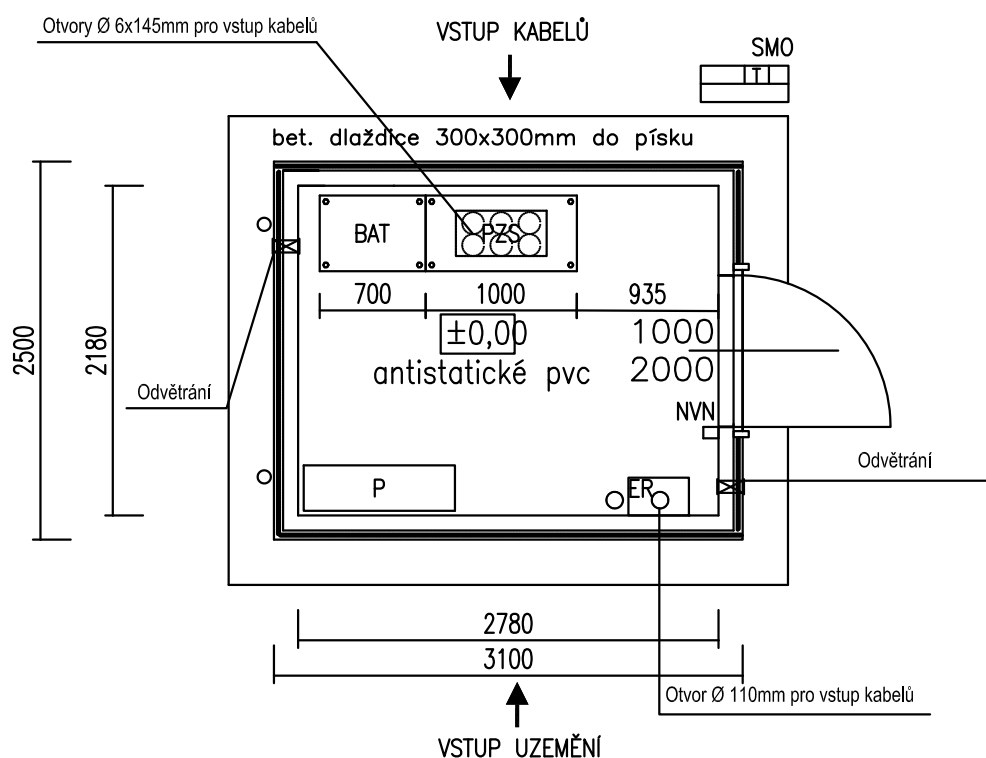 Otvory Ø 6x145mm pro vstup kabelů
VSTUP KABELŮ
SMO
T
bet. dlaždice 300x300mm do písku
BAT
PZS
700
1000
935
±0,00
1000
antistatické pvc
2000
2500
2180
Odvětrání
NVN
Odvětrání
P
ER
2780
3100
Otvor Ø 110mm pro vstup kabelů
VSTUP UZEMĚNÍ